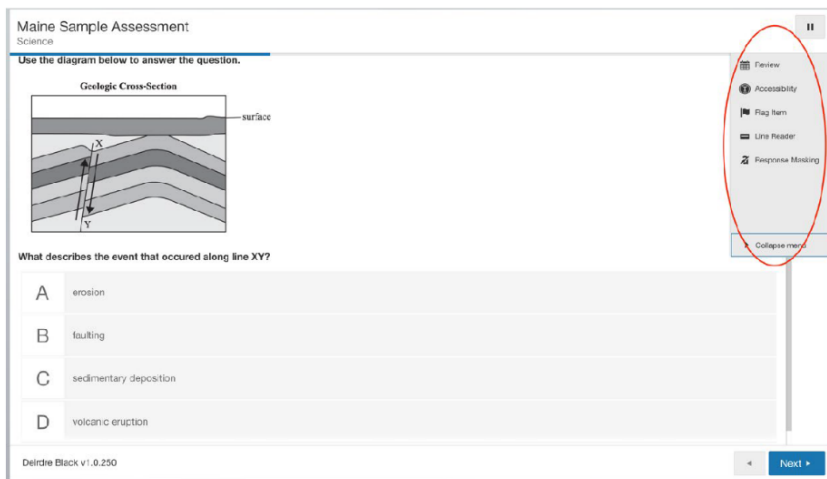 Maine Sample Assessment
Science
Use the diagram below to answer the question.
Geologic Cross-Section
surface
X
Y
What describes the event that occured along line XY?
A erosion
B faulting
C sedimentary deposition
D volcanic eruption
Review
Accessibility
Flag Item
Line Reader
Response Masking
Collapse menu
Deirdre Black v1.0.250
Next